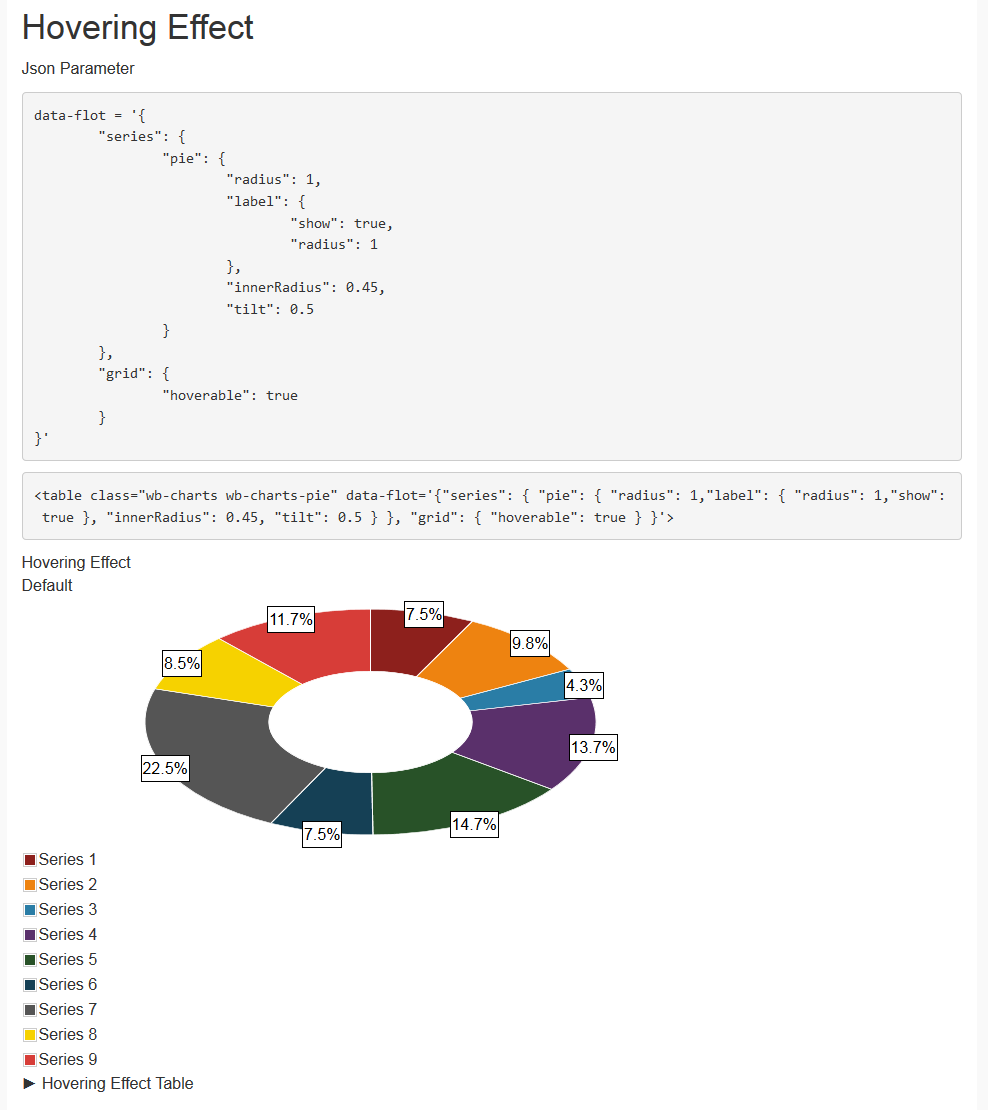 Hovering Effect
Json Parameter
data-flot = '{
"series": {
"pie": {
"radius": 1,
"label": {
"show": true,
"radius": 1
},
"innerRadius": 0.45,
"tilt": 0.5
}
},
"grid": {
"hoverable": true
}
}'
<table class="wb-charts wb-charts-pie" data-flot='{"series": { "pie": { "radius": 1,"label": { "radius": 1,"show":
true }, "innerRadius": 0.45, "tilt": 0.5 } }, "grid": { "hoverable": true } }'>
Hovering Effect
Default
11.7%
7.5%
9.8%
8.5%
4.3%
13.7%
22.5%
14.7%
7.5%
Series 1
Series 2
Series 3
Series 4
Series 5
Series 6
Series 7
Series 8
Series 9
► Hovering Effect Table